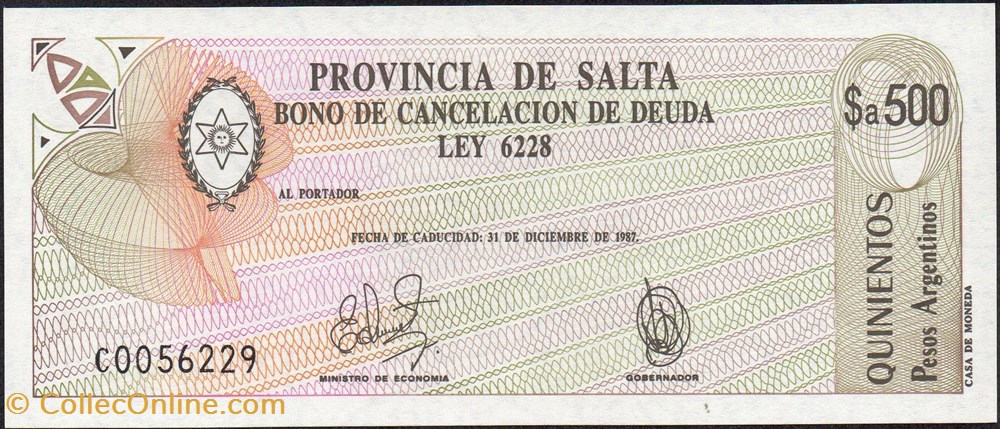 PROVINCIA DE SALTA
BONO DE CANCELACION DE DEUDA
LEY 6228
$a500
AL PORTADOR
FECHA DE CADUCIDAD: 31 DE DICIEMBRE DE 1987.
QUINIENTOS
Pesos Argentinos
C0056229
MINISTRO DE ECONOMIA
GOBERNADOR
CASA DE MONEDA
© CollecOnline.com